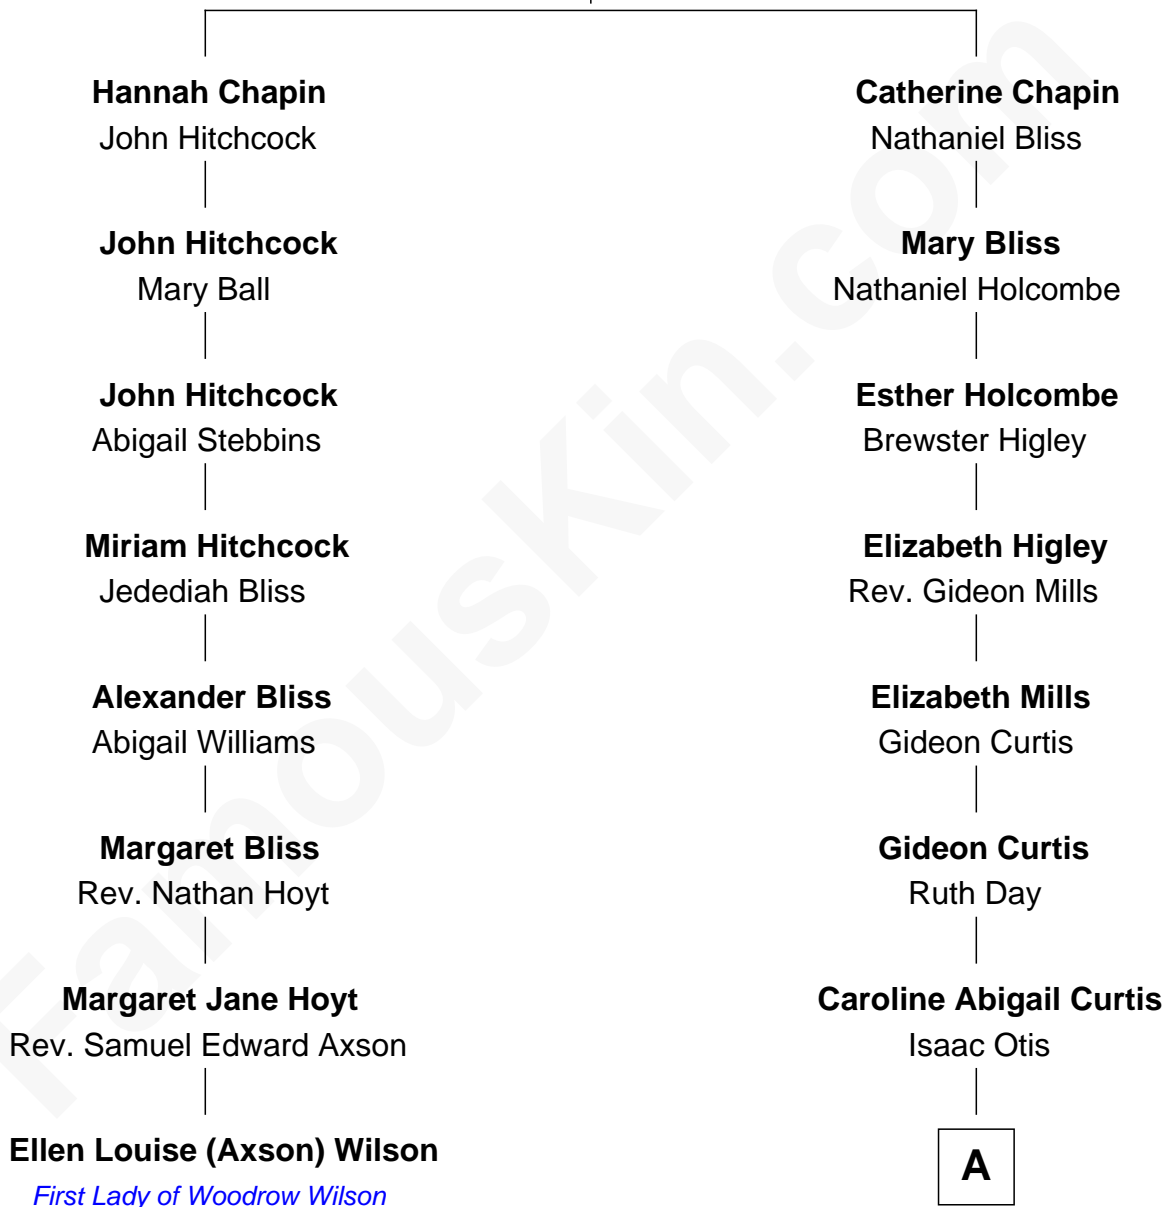 Hannah Chapin
John Hitchcock
Catherine Chapin
Nathaniel Bliss
John Hitchcock
Mary Ball
Mary Bliss
Nathaniel Holcombe
John Hitchcock
Abigail Stebbins
Esther Holcombe
Brewster Higley
Miriam Hitchcock
Jedediah Bliss
Elizabeth Higley
Rev. Gideon Mills
Alexander Bliss
Abigail Williams
Elizabeth Mills
Gideon Curtis
Margaret Bliss
Rev. Nathan Hoyt
Gideon Curtis
Ruth Day
Margaret Jane Hoyt
Rev. Samuel Edward Axson
Caroline Abigail Curtis
Isaac Otis
Ellen Louise (Axson) Wilson
First Lady of Woodrow Wilson
A
FamousKin.com